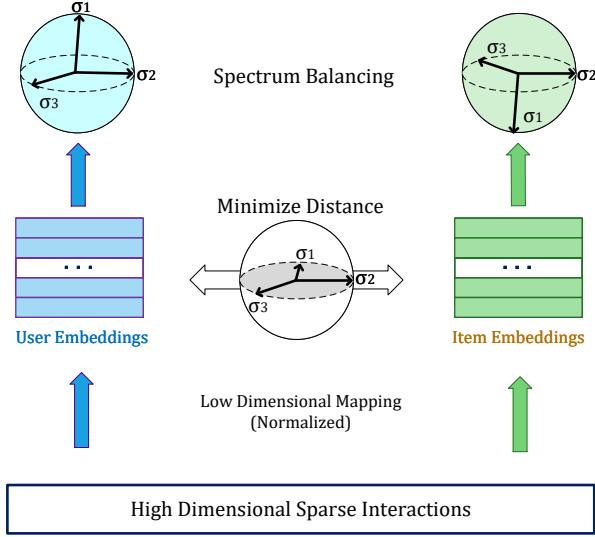 σ1
σ2
σ3
Spectrum Balancing
σ3
σ2
σ1
Minimize Distance
. . .
σ1
σ2
σ3
. . .
User Embeddings
Item Embeddings
Low Dimensional Mapping
(Normalized)
High Dimensional Sparse Interactions